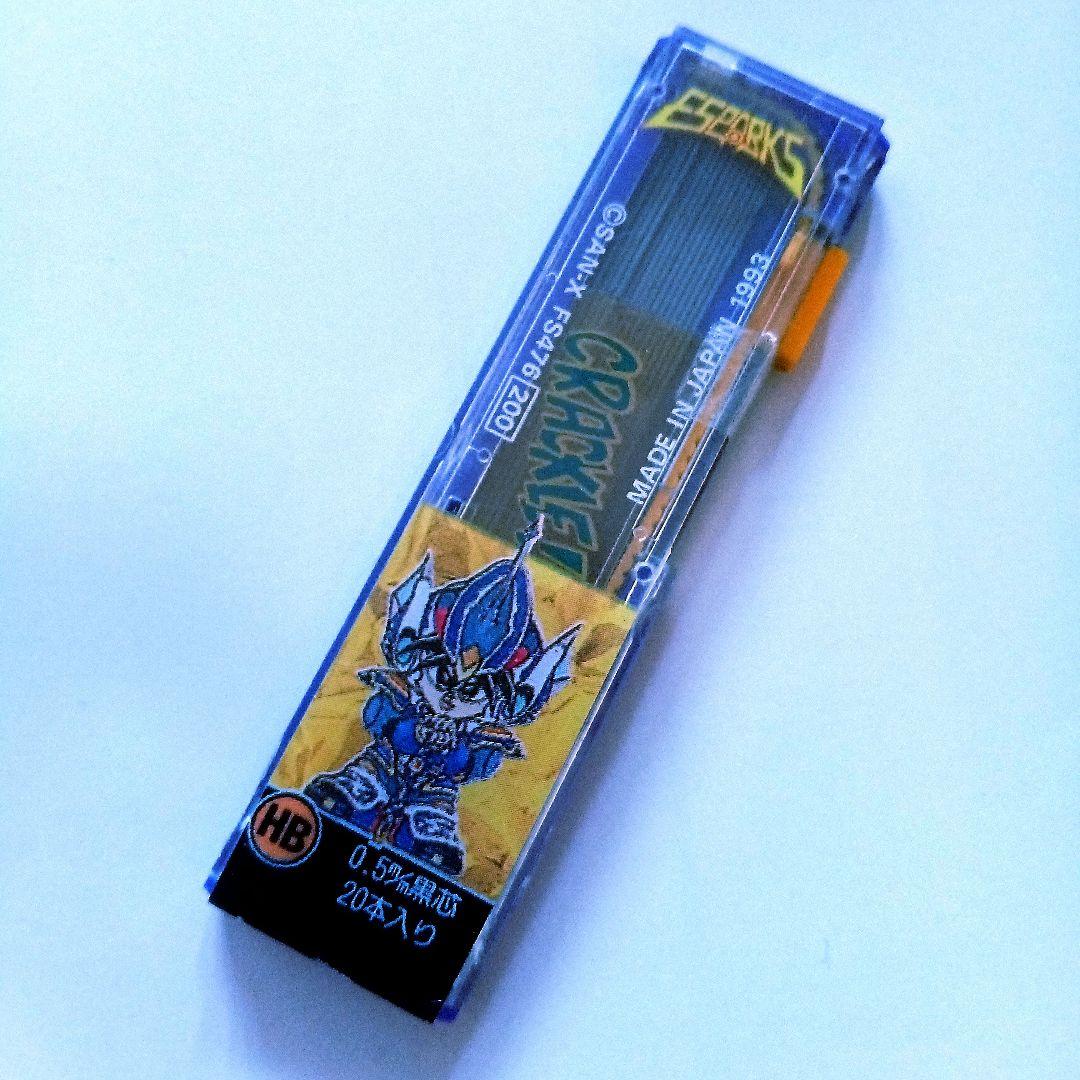 ESPARKS
©SAN-X FS476 200
MADE IN JAPAN 1993
HB
0.5㎜黒芯
20本入り